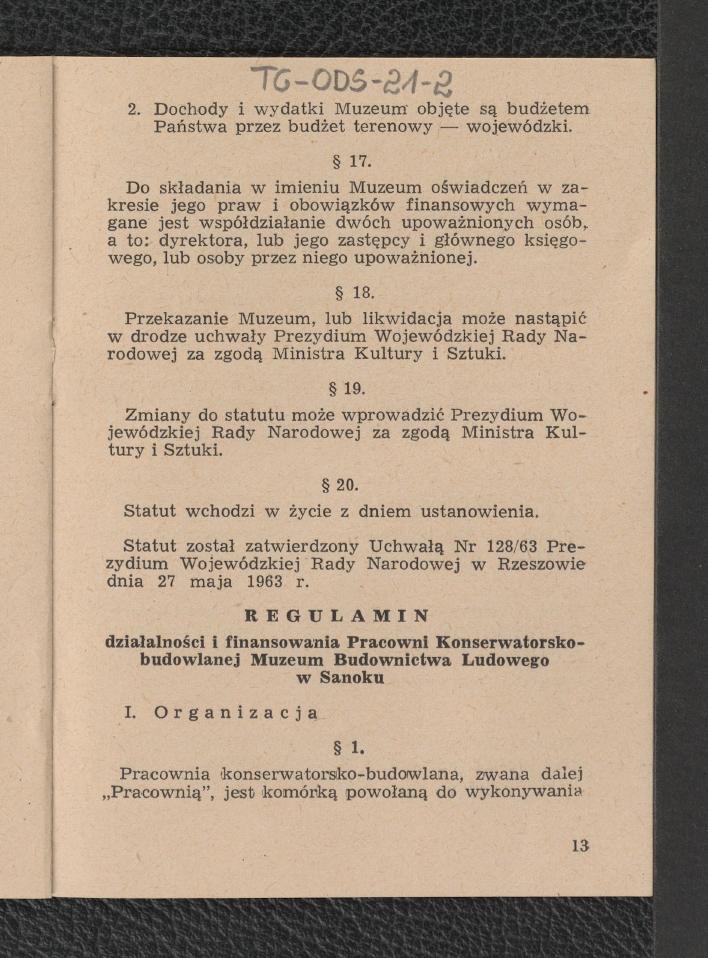 TG-ODS-21-2
2. Dochody i wydatki Muzeum objęte są budżetem
Państwa przez budżet terenowy — wojewódzki.
§ 17.
Do składania w imieniu Muzeum oświadczeń w za-
kresie jego praw i obowiązków finansowych wyma-
gane jest współdziałanie dwóch upoważnionych osób,
a to: dyrektora, lub jego zastępcy i głównego księgo-
wego, lub osoby przez niego upoważnionej.
§ 18.
Przekazanie Muzeum, lub likwidacja może nastąpić
w drodze uchwały Prezydium Wojewódzkiej Rady Na-
rodowej za zgodą Ministra Kultury i Sztuki.
§ 19.
Zmiany do statutu może wprowadzić Prezydium Wo-
jewódzkiej Rady Narodowej za zgodą Ministra Kul-
tury i Sztuki.
§ 20.
Statut wchodzi w życie z dniem ustanowienia.
Statut został zatwierdzony Uchwałą Nr 128/63 Pre-
zydium Wojewódzkiej Rady Narodowej w Rzeszowie
dnia 27 maja 1963 r.
REGULAMIN
działalności i finansowania Pracowni Konserwatorsko-
budowlanej Muzeum Budownictwa Ludowego
w Sanoku
I. Organizacja
§ 1.
Pracownia konserwatorsko-budowlana, zwana dalej
„Pracownią”, jest komórką powołaną do wykonywania
13